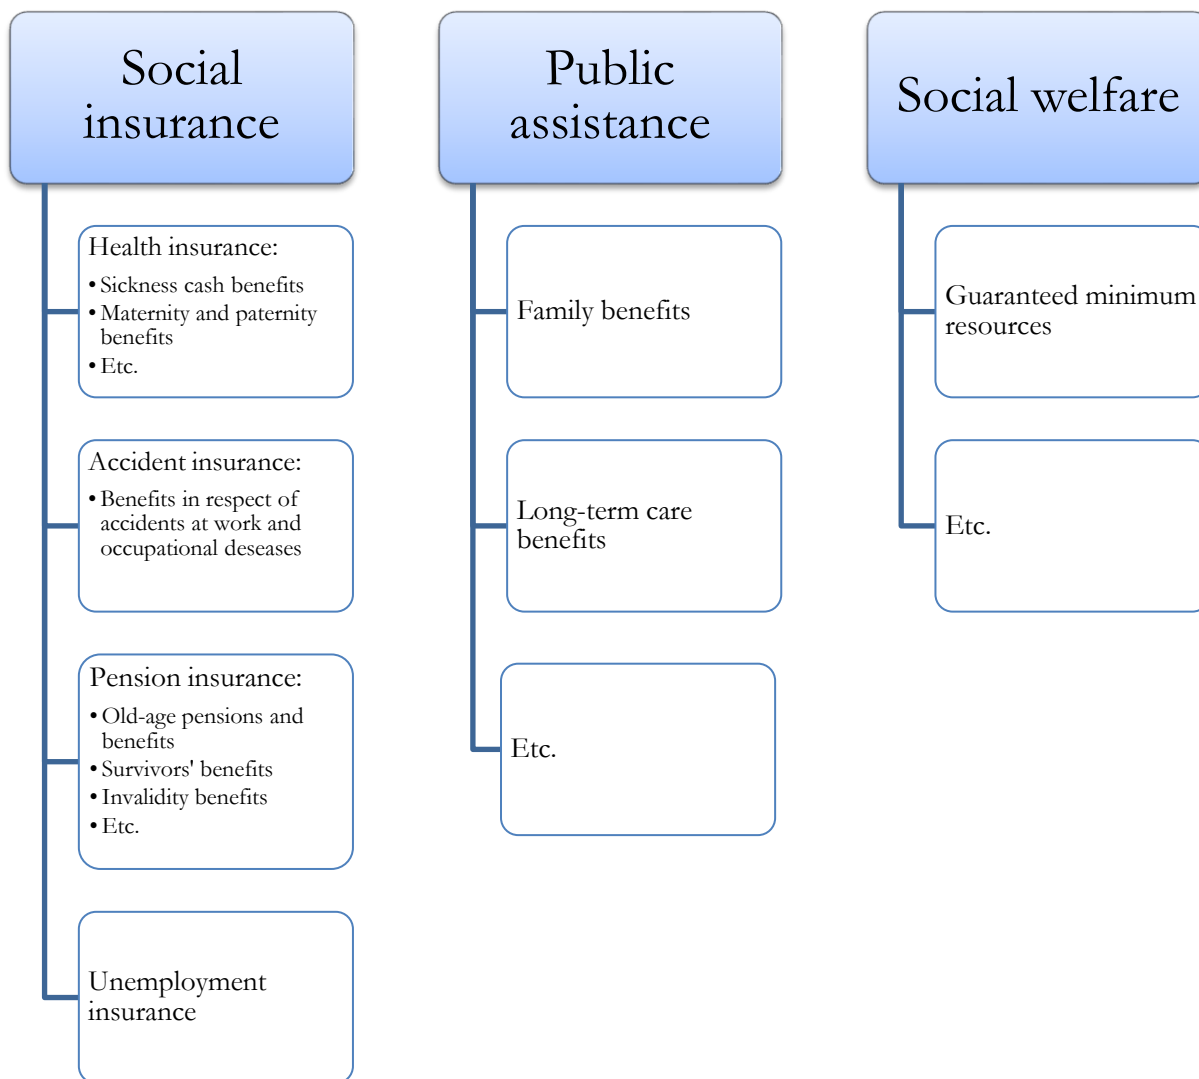 Social
insurance
Health insurance:
• Sickness cash benefits
• Maternity and paternity
benefits
• Etc.
Accident insurance:
• Benefits in respect of
accidents at work and
occupational deseases
Pension insurance:
• Old-age pensions and
benefits
• Survivors' benefits
• Invalidity benefits
• Etc.
Unemployment
insurance
Public
assistance
Family benefits
Long-term care
benefits
Etc.
Social welfare
Guaranteed minimum
resources
Etc.